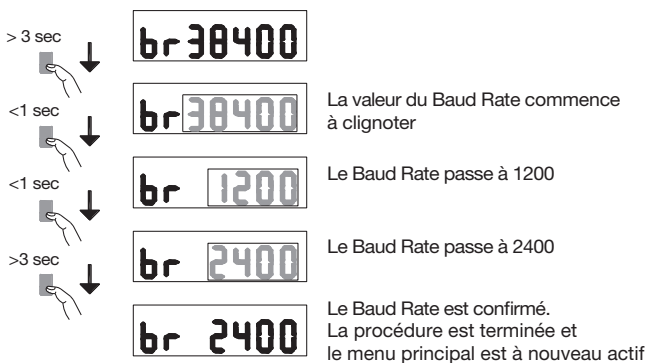 br38400
> 3 sec
br38400
La valeur du Baud Rate commence
à clignoter
<1 sec
br 1200
Le Baud Rate passe à 1200
<1 sec
br 2400
Le Baud Rate passe à 2400
>3 sec
br 2400
Le Baud Rate est confirmé.
La procédure est terminée et
le menu principal est à nouveau actif